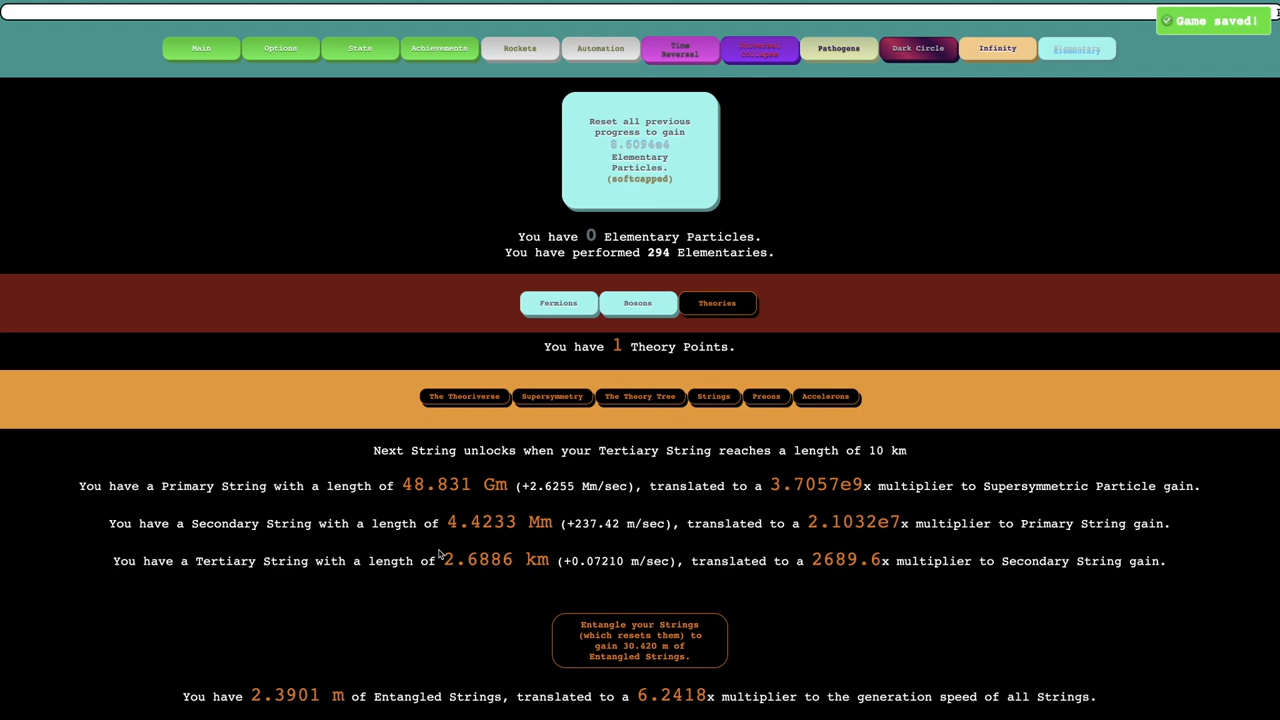 Game saved!
Main Options Stats Achievements Rockets Automation Time Reversal Universal Collapse Pathogens Dark Circle Infinity Elementary
Reset all previous
progress to gain
8.6094e4
Elementary
Particles.
(softcapped)
You have 0 Elementary Particles.
You have performed 294 Elementaries.
Fermions Bosons Theories
You have 1 Theory Points.
The Theoriverse Supersymmetry The Theory Tree Strings Preons Accelerons
Next String unlocks when your Tertiary String reaches a length of 10 km
You have a Primary String with a length of 48.831 Gm (+2.6255 Mm/sec), translated to a 3.7057e9x multiplier to Supersymmetric Particle gain.
You have a Secondary String with a length of 4.4233 Mm (+237.42 m/sec), translated to a 2.1032e7x multiplier to Primary String gain.
You have a Tertiary String with a length of 2.6886 km (+0.07210 m/sec), translated to a 2689.6x multiplier to Secondary String gain.
Entangle your Strings
(which resets them) to
gain 30.420 m of
Entangled Strings.
You have 2.3901 m of Entangled Strings, translated to a 6.2418x multiplier to the generation speed of all Strings.